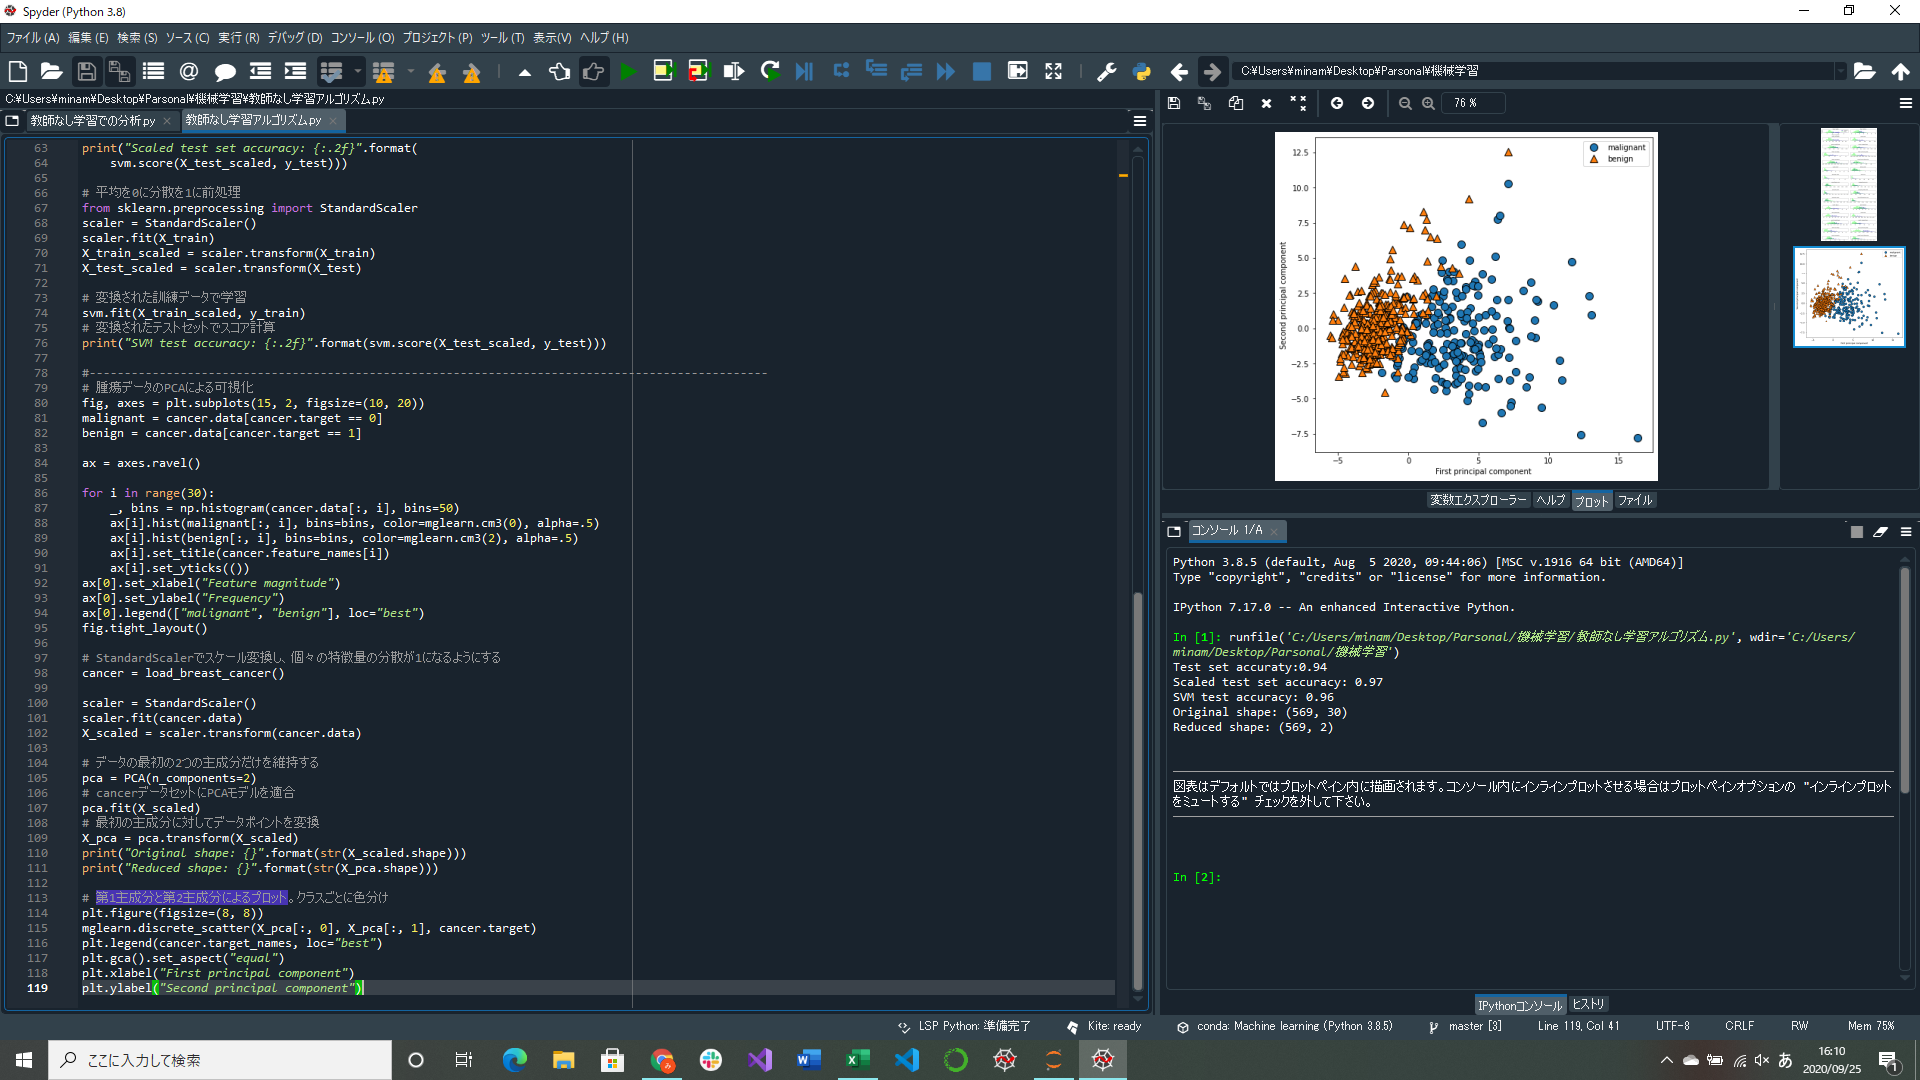 Spyder (Python 3.8)
ファイル (A) 編集 (E) 検索 (S) ソース (C) 実行 (R) デバッグ (D) コンソール (O) プロジェクト (P) ツール (T) 表示(V) ヘルプ (H)
C:¥Users¥minam¥Desktop¥Parsonal¥機械学習
C:¥Users¥minam¥Desktop¥Parsonal¥機械学習¥教師なし学習アルゴリズム.py
教師なし学習での分析.py
教師なし学習アルゴリズム.py
63 print("Scaled test set accuracy: {:.2f}".format(
64 svm.score(X_test_scaled, y_test)))
65
66 # 平均を0に分散を1に前処理
67 from sklearn.preprocessing import StandardScaler
68 scaler = StandardScaler()
69 scaler.fit(X_train)
70 X_train_scaled = scaler.transform(X_train)
71 X_test_scaled = scaler.transform(X_test)
72
73 # 変換された訓練データで学習
74 svm.fit(X_train_scaled, y_train)
75 # 変換されたテストセットでスコア計算
76 print("SVM test accuracy: {:.2f}".format(svm.score(X_test_scaled, y_test)))
77
78 #-------------------------------------------------------------------------------------------------
79 # 腫瘍データのPCAによる可視化
80 fig, axes = plt.subplots(15, 2, figsize=(10, 20))
81 malignant = cancer.data[cancer.target == 0]
82 benign = cancer.data[cancer.target == 1]
83
84 ax = axes.ravel()
85
86 for i in range(30):
87 _, bins = np.histogram(cancer.data[:, i], bins=50)
88 ax[i].hist(malignant[:, i], bins=bins, color=mglearn.cm3(0), alpha=.5)
89 ax[i].hist(benign[:, i], bins=bins, color=mglearn.cm3(2), alpha=.5)
90 ax[i].set_title(cancer.feature_names[i])
91 ax[i].set_yticks(())
92 ax[0].set_xlabel("Feature magnitude")
93 ax[0].set_ylabel("Frequency")
94 ax[0].legend(["malignant", "benign"], loc="best")
95 fig.tight_layout()
96
97 # StandardScalerでスケール変換し、個々の特徴量の分散が1になるようにする
98 cancer = load_breast_cancer()
99
100 scaler = StandardScaler()
101 scaler.fit(cancer.data)
102 X_scaled = scaler.transform(cancer.data)
103
104 # データの最初の2つの主成分だけを維持する
105 pca = PCA(n_components=2)
106 # cancerデータセットにPCAモデルを適合
107 pca.fit(X_scaled)
108 # 最初の主成分に対してデータポイントを変換
109 X_pca = pca.transform(X_scaled)
110 print("Original shape: {}".format(str(X_scaled.shape)))
111 print("Reduced shape: {}".format(str(X_pca.shape)))
112
113 # 第1主成分と第2主成分によるプロット。クラスごとに色分け
114 plt.figure(figsize=(8, 8))
115 mglearn.discrete_scatter(X_pca[:, 0], X_pca[:, 1], cancer.target)
116 plt.legend(cancer.target_names, loc="best")
117 plt.gca().set_aspect("equal")
118 plt.xlabel("First principal component")
119 plt.ylabel("Second principal component")
76 %
malignant
benign
12.5
10.0
7.5
5.0
2.5
0.0
−2.5
−5.0
−7.5
Second principal component
−5 0 5 10 15
First principal component
変数エクスプローラー ヘルプ プロット ファイル
コンソール 1/A
Python 3.8.5 (default, Aug 5 2020, 09:44:06) [MSC v.1916 64 bit (AMD64)]
Type "copyright", "credits" or "license" for more information.
IPython 7.17.0 -- An enhanced Interactive Python.
In [1]: runfile('C:/Users/minam/Desktop/Parsonal/機械学習/教師なし学習アルゴリズム.py', wdir='C:/Users/
minam/Desktop/Parsonal/機械学習')
Test set accuraty:0.94
Scaled test set accuracy: 0.97
SVM test accuracy: 0.96
Original shape: (569, 30)
Reduced shape: (569, 2)
図表はデフォルトではプロットペイン内に描画されます。コンソール内にインラインプロットさせる場合はプロットペインオプションの "インラインプロット
をミュートする" チェックを外して下さい。
In [2]:
IPythonコンソール ヒストリ
LSP Python: 準備完了 Kite: ready conda: Machine learning (Python 3.8.5) master [3] Line 119, Col 41 UTF-8 CRLF RW Mem 75%
ここに入力して検索
あ
16:10
2020/09/25
1